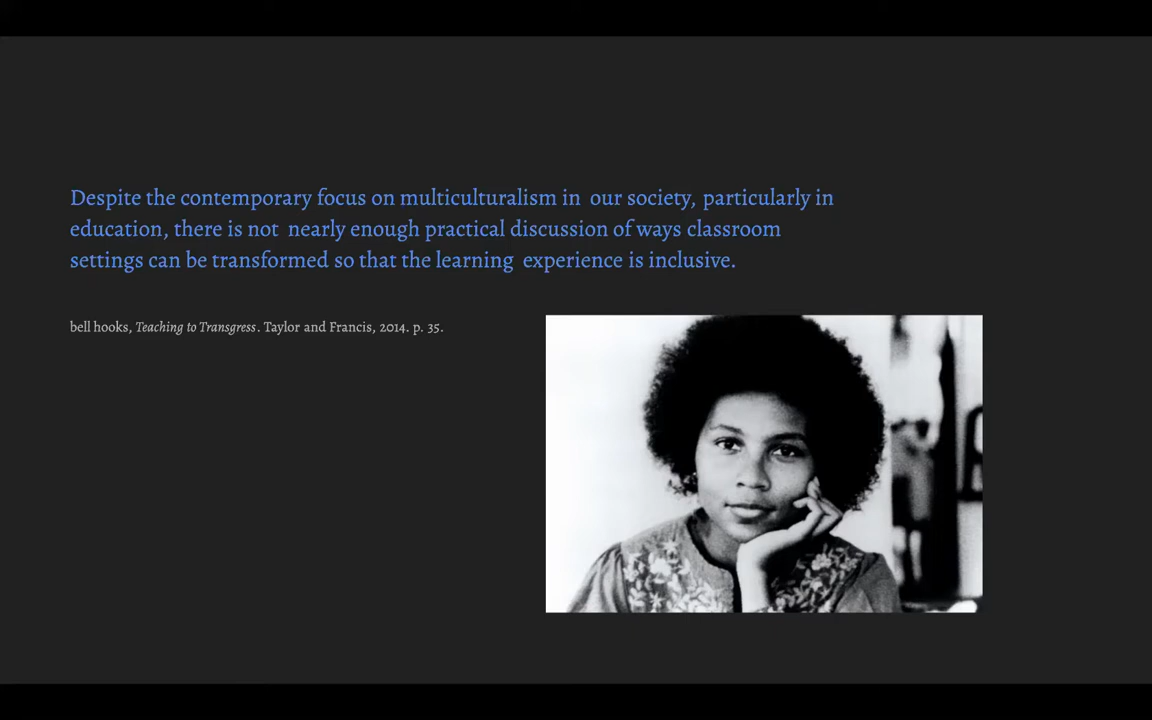 Despite the contemporary focus on multiculturalism in our society, particularly in
education, there is not nearly enough practical discussion of ways classroom
settings can be transformed so that the learning experience is inclusive.
bell hooks, Teaching to Transgress. Taylor and Francis, 2014. p. 35.